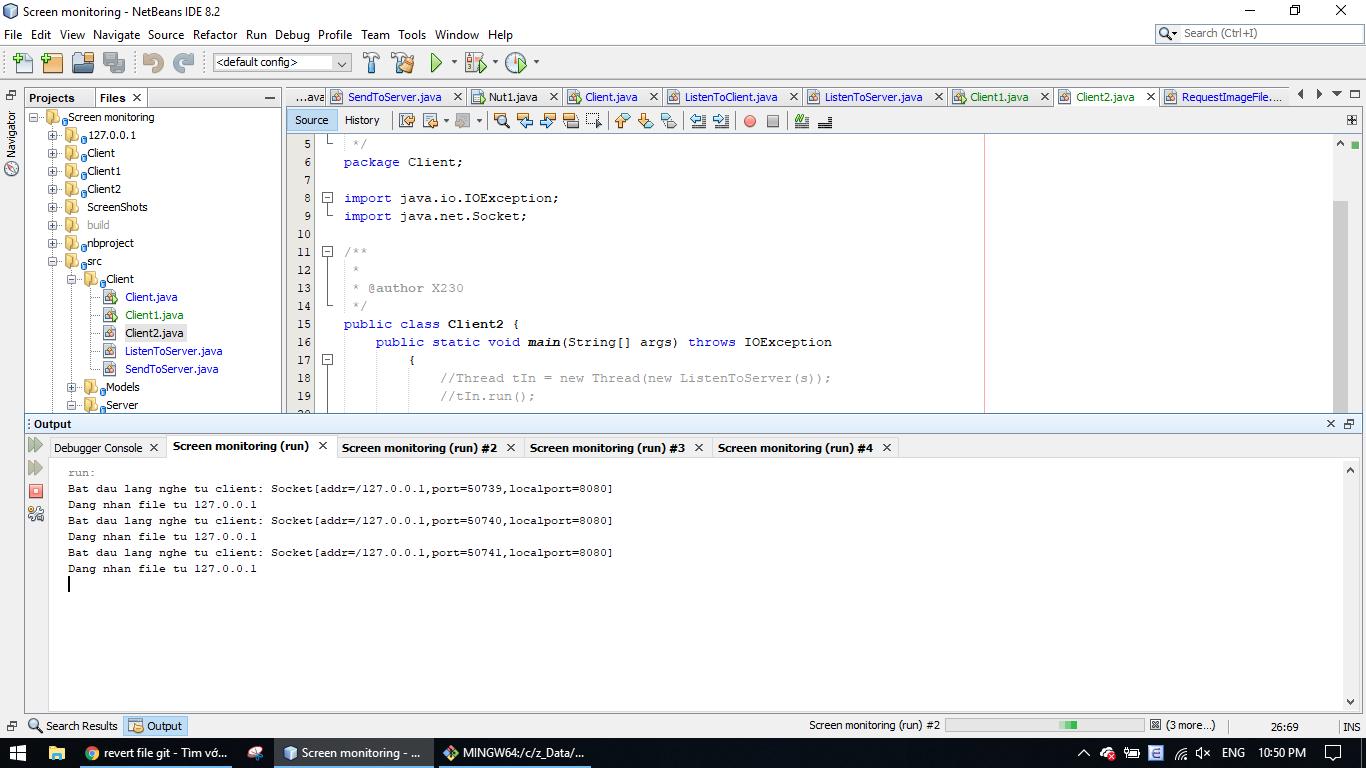 Screen monitoring - NetBeans IDE 8.2
File Edit View Navigate Source Refactor Run Debug Profile Team Tools Window Help
Search (Ctrl+I)
<default config>
Projects
Files
...ava
SendToServer.java
Nut1.java
Client.java
ListenToClient.java
ListenToServer.java
Client1.java
Client2.java
RequestImageFile....
Navigator
Screen monitoring
127.0.0.1
Client
Client1
Client2
ScreenShots
build
nbproject
src
Client
Client.java
Client1.java
Client2.java
ListenToServer.java
SendToServer.java
Models
Server
Source
History
5 */
6 package Client;
7
8 import java.io.IOException;
9 import java.net.Socket;
10
11 /**
12 *
13 * @author X230
14 */
15 public class Client2 {
16 public static void main(String[] args) throws IOException
17 {
18 //Thread tIn = new Thread(new ListenToServer(s));
19 //tIn.run();
Output
Debugger Console
Screen monitoring (run)
Screen monitoring (run) #2
Screen monitoring (run) #3
Screen monitoring (run) #4
run:
Bat dau lang nghe tu client: Socket[addr=/127.0.0.1,port=50739,localport=8080]
Dang nhan file tu 127.0.0.1
Bat dau lang nghe tu client: Socket[addr=/127.0.0.1,port=50740,localport=8080]
Dang nhan file tu 127.0.0.1
Bat dau lang nghe tu client: Socket[addr=/127.0.0.1,port=50741,localport=8080]
Dang nhan file tu 127.0.0.1
Search Results
Output
Screen monitoring (run) #2
(3 more...)
26:69
INS
revert file git - Tìm vớ...
Screen monitoring - ...
MINGW64:/c/z_Data/...
ENG
10:50 PM